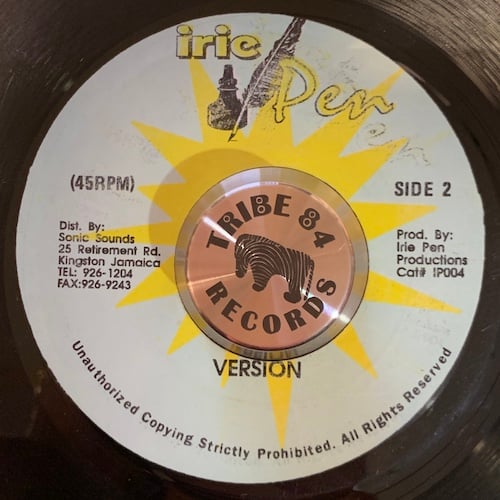 irie
Pen
(45RPM)
SIDE 2
Dist. By:
Sonic Sounds
25 Retirement Rd.
Kingston Jamaica
TEL: 926-1204
FAX:926-9243
Prod. By:
Irie Pen
Productions
Cat# IP004
TRIBE 84
RECORDS
VERSION
Unauthorized Copying Strictly Prohibited. All Rights Reserved